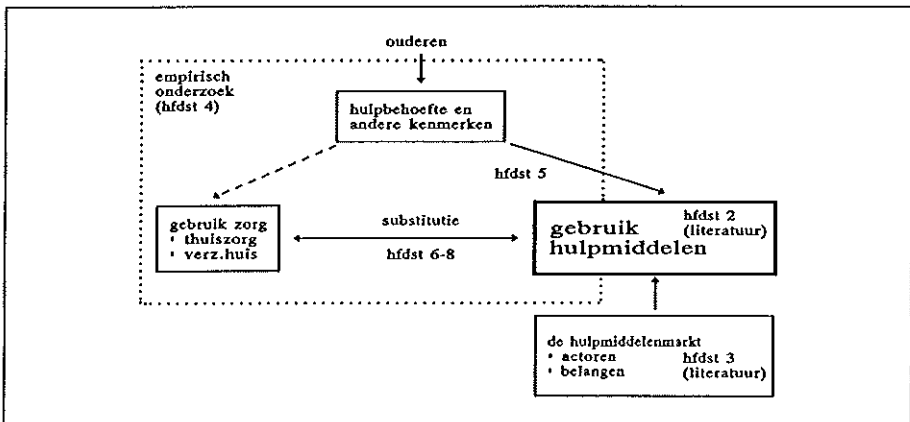 ouderen
empirisch
onderzoek
(hfdst 4)
hulpbehoefte en
andere kenmerken
hfdst 5
gebruik zorg
• thuiszorg
• verz.huis
substitutie
hfdst 6-8
gebruik
hulpmiddelen
hfdst 2
(literatuur)
de hulpmiddelenmarkt
• actoren
• belangen
hfdst 3
(literatuur)